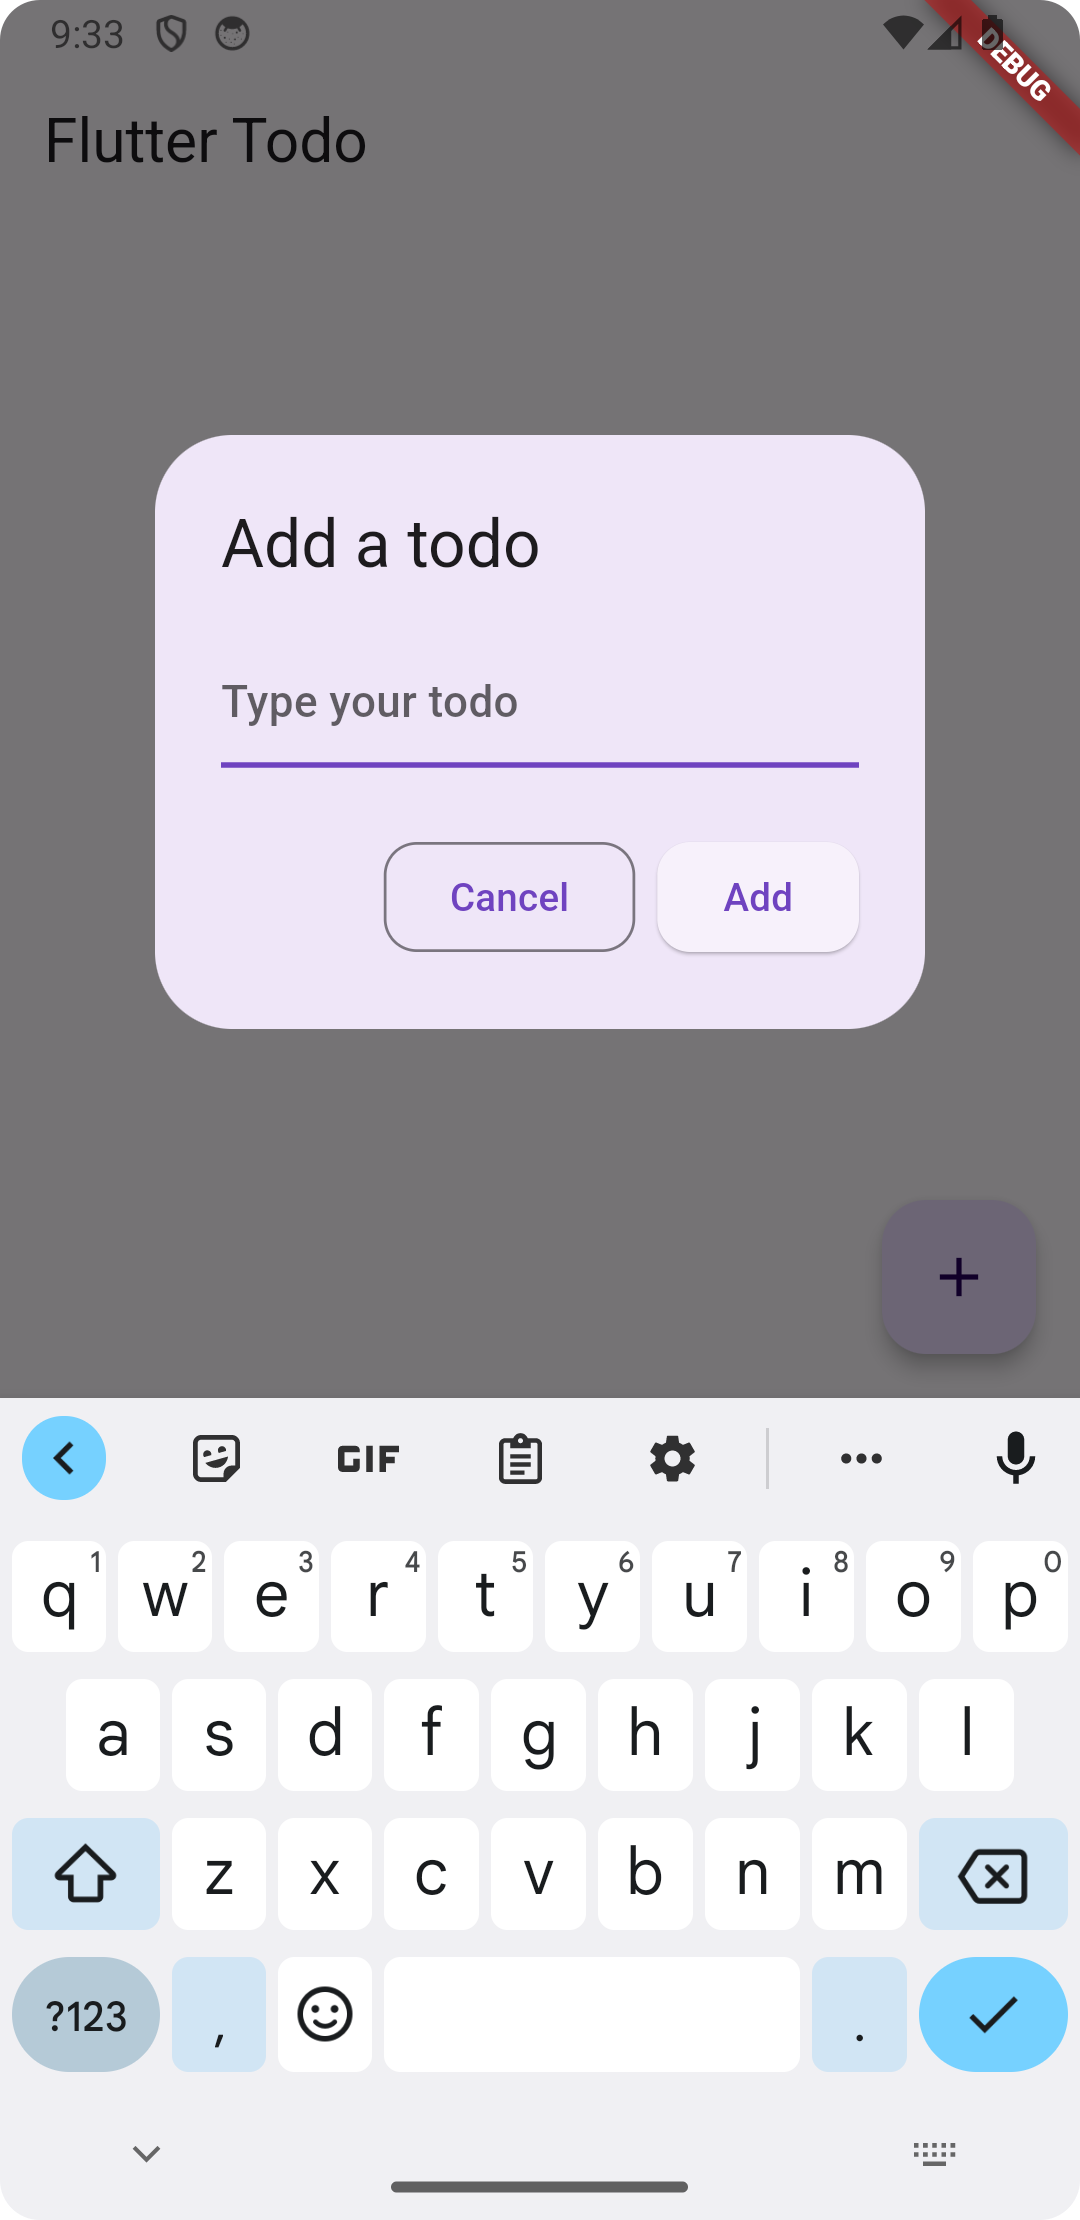 9:33
DEBUG
Flutter Todo
Add a todo
Type your todo
Cancel Add
GIF
q 1 w 2 e 3 r 4 t 5 y 6 u 7 i 8 o 9 p 0
a s d f g h j k l
z x c v b n m
?123 , .